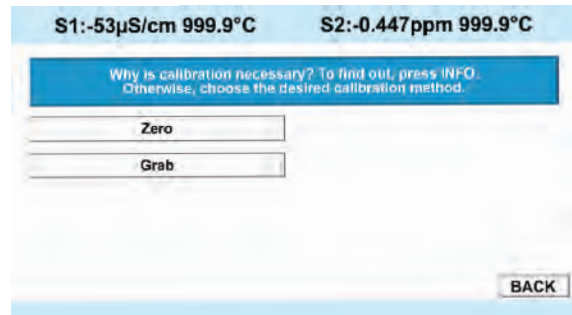 S1:-53µS/cm 999.9°C S2:-0.447ppm 999.9°C
Why is calibration necessary? To find out, press INFO.
Otherwise, choose the desired calibration method.
Zero
Grab
BACK